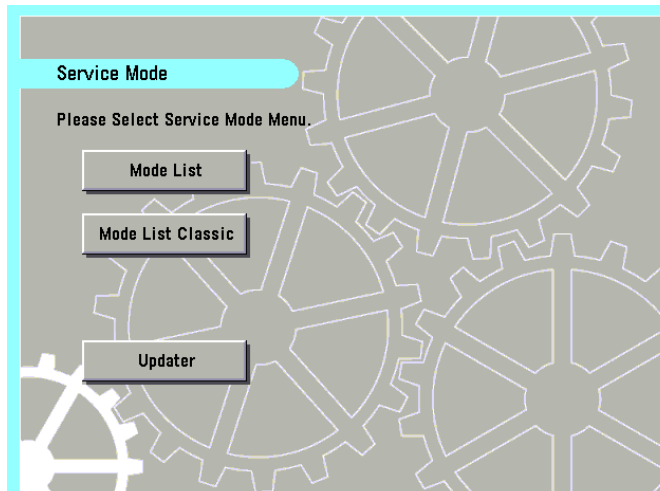 Service Mode
Please Select Service Mode Menu.
Mode List
Mode List Classic
Updater